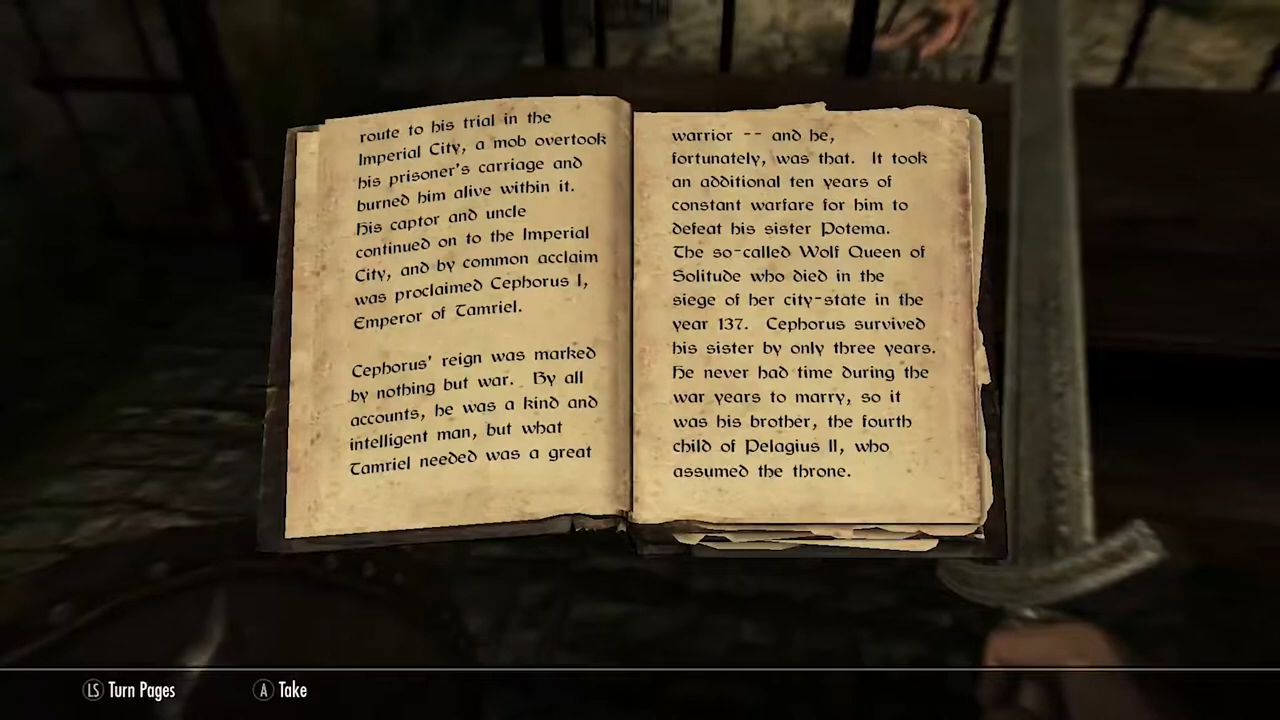 route to his trial in the
Imperial City, a mob overtook
his prisoner's carriage and
burned him alive within it.
His captor and uncle
continued on to the Imperial
City, and by common acclaim
was proclaimed Cephorus I,
Emperor of Tamriel.
Cephorus' reign was marked
by nothing but war.  By all
accounts, he was a kind and
intelligent man, but what
Tamriel needed was a great
warrior -- and he,
fortunately, was that.  It took
an additional ten years of
constant warfare for him to
defeat his sister Potema.
The so-called Wolf Queen of
Solitude who died in the
siege of her city-state in the
year 137.  Cephorus survived
his sister by only three years.
He never had time during the
war years to marry, so it
was his brother, the fourth
child of Pelagius II, who
assumed the throne.
LS Turn Pages
A Take